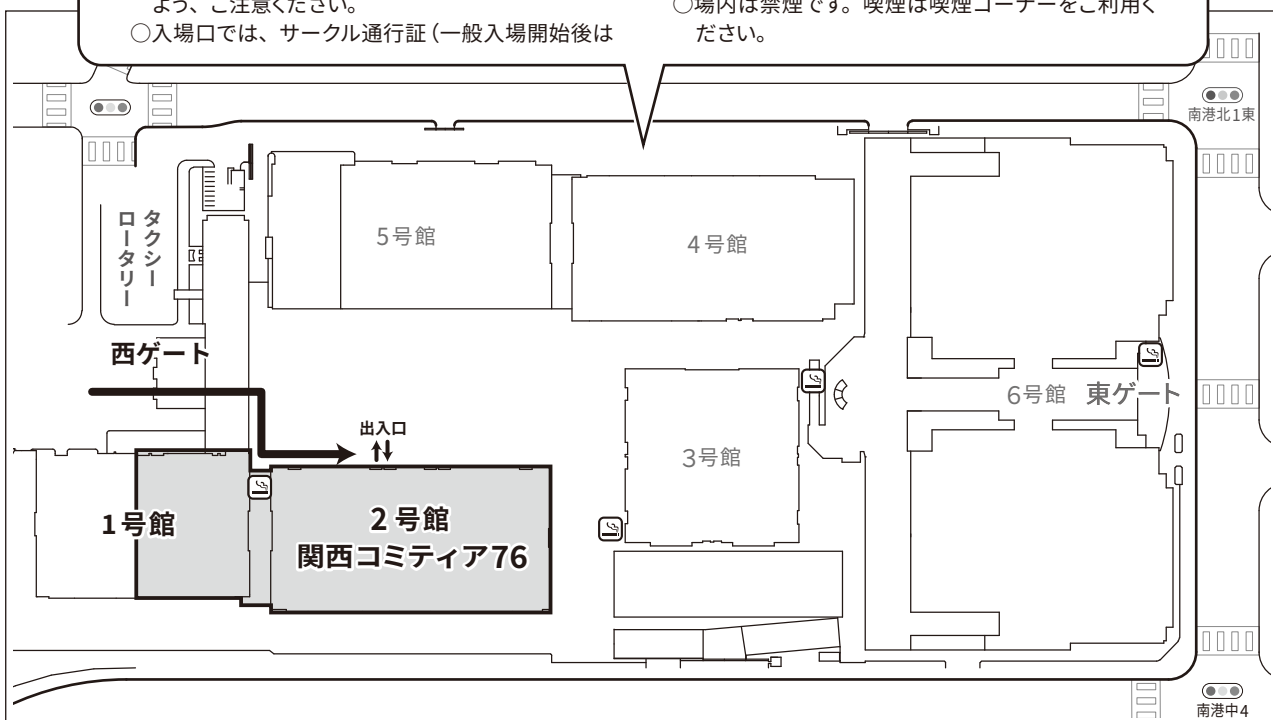 よう、ご注意ください。
○入場口では、サークル通行証（一般入場開始後は
○場内は禁煙です。喫煙は喫煙コーナーをご利用く
ださい。
南港北1東
タクシー
ロータリー
5号館
4号館
西ゲート
6号館
東ゲート
出入口
3号館
1号館
2号館
関西コミティア76
南港中4